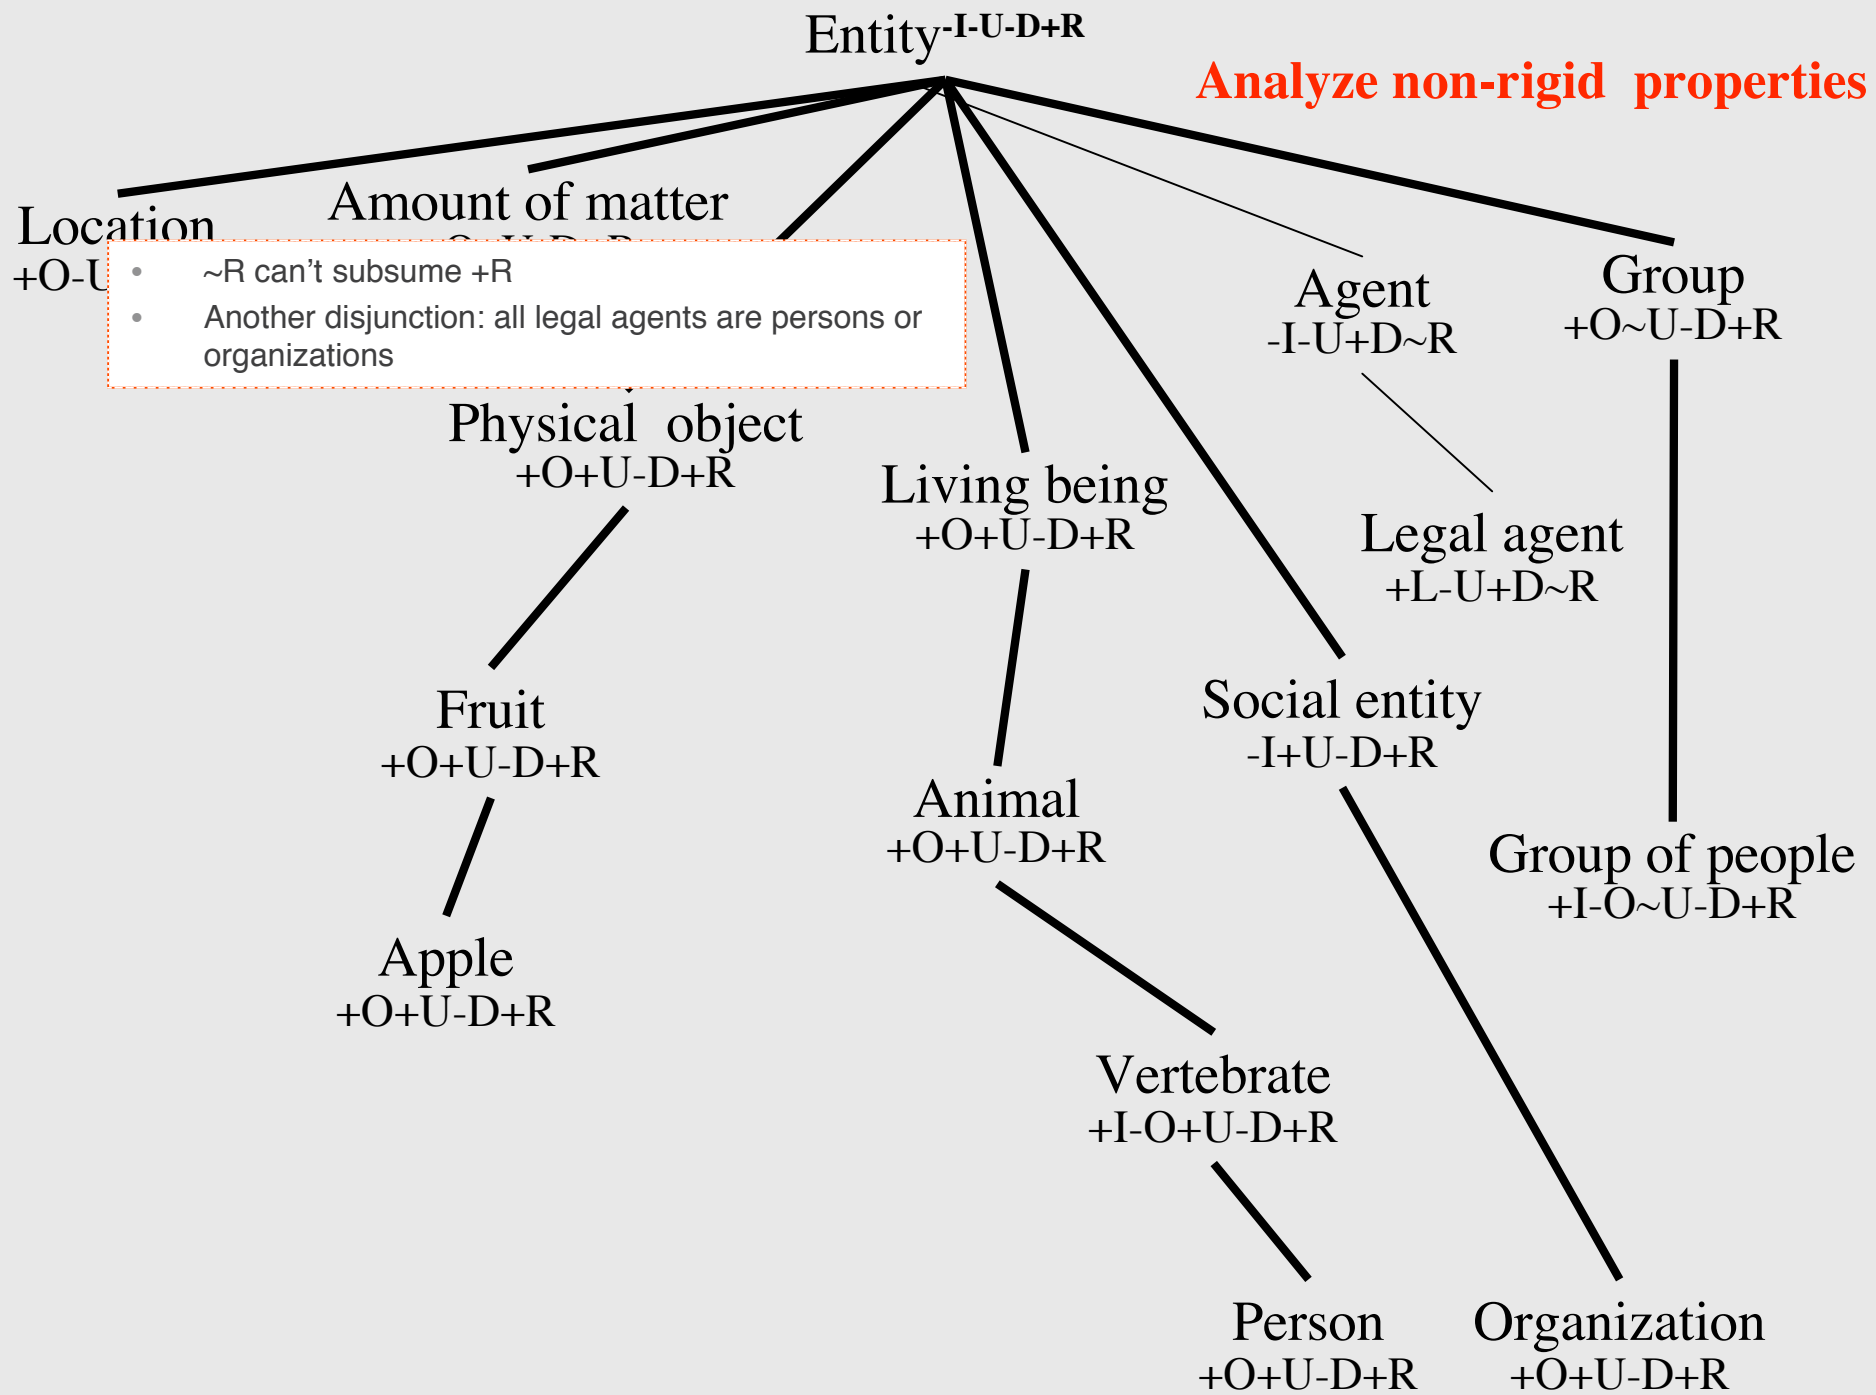 Entity-I-U-D+R
Analyze non-rigid properties
Location
+O-U
Amount of matter
• ~R can't subsume +R
• Another disjunction: all legal agents are persons or
organizations
Agent
-I-U+D~R
Group
+O~U-D+R
Physical object
+O+U-D+R
Living being
+O+U-D+R
Legal agent
+L-U+D~R
Fruit
+O+U-D+R
Social entity
-I+U-D+R
Animal
+O+U-D+R
Group of people
+I-O~U-D+R
Apple
+O+U-D+R
Vertebrate
+I-O+U-D+R
Person
+O+U-D+R
Organization
+O+U-D+R